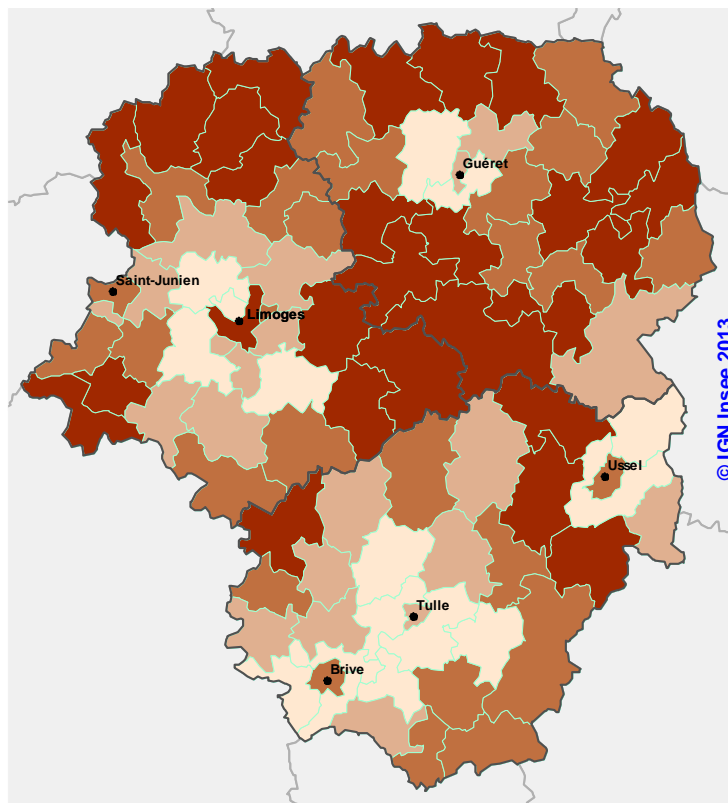 Guéret
Saint-Junien
Limoges
Ussel
Tulle
Brive
© IGN Insee 2013